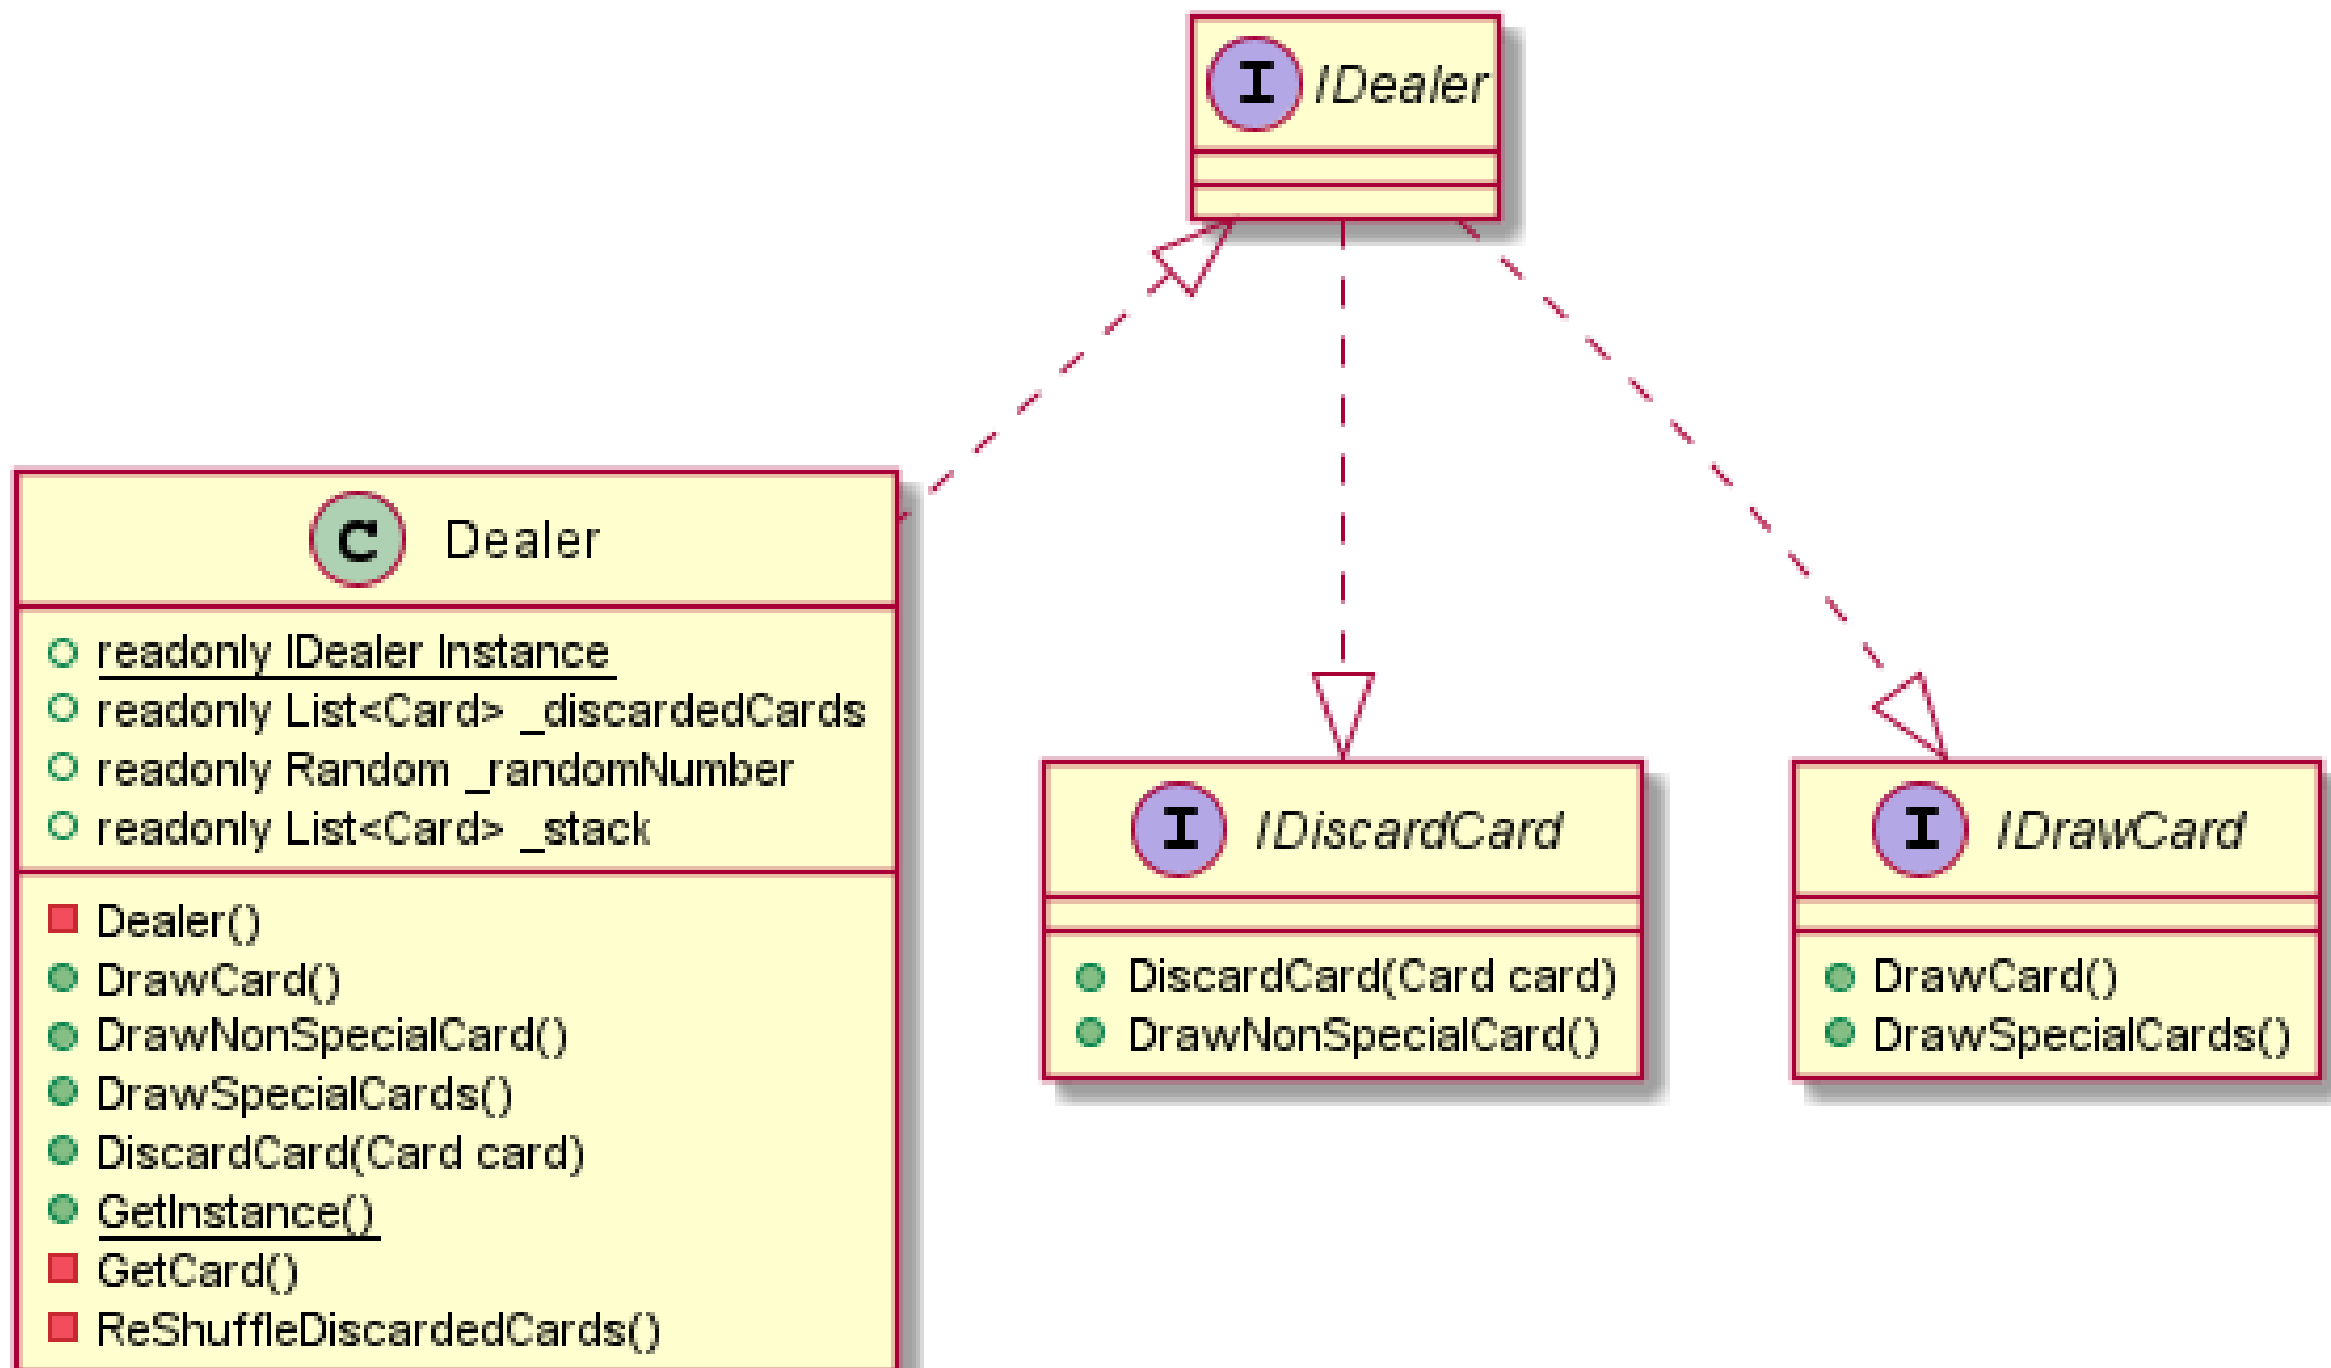 I IDealer
C Dealer
readonly IDealer Instance
readonly List<Card> _discardedCards
readonly Random _randomNumber
readonly List<Card> _stack
Dealer()
DrawCard()
DrawNonSpecialCard()
DrawSpecialCards()
DiscardCard(Card card)
GetInstance()
GetCard()
ReShuffleDiscardedCards()
I IDiscardCard
DiscardCard(Card card)
DrawNonSpecialCard()
I IDrawCard
DrawCard()
DrawSpecialCards()